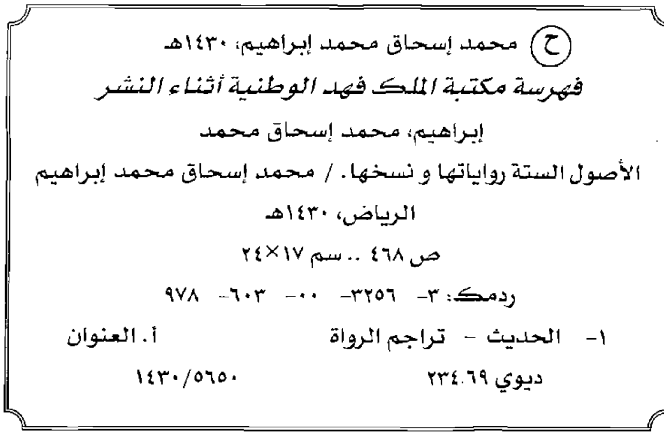 ح محمد إسحاق محمد إبراهيم، ١٤٣٠هـ
فهرسة مكتبة الملك فهد الوطنية أثناء النشر
إبراهيم، محمد إسحاق محمد
الأصول الستة رواياتها و نسخها. / محمد إسحاق محمد إبراهيم
الرياض، ١٤٣٠هـ
ص ٤٦٨ .. سم ١٧×٢٤
ردمك: ٣- ٣٢٥٦- ٠٠- ٦٠٣- ٩٧٨
١- الحديث - تراجم الرواة أ. العنوان
ديوي ٢٣٤.٦٩ ١٤٣٠/٥٦٥٠